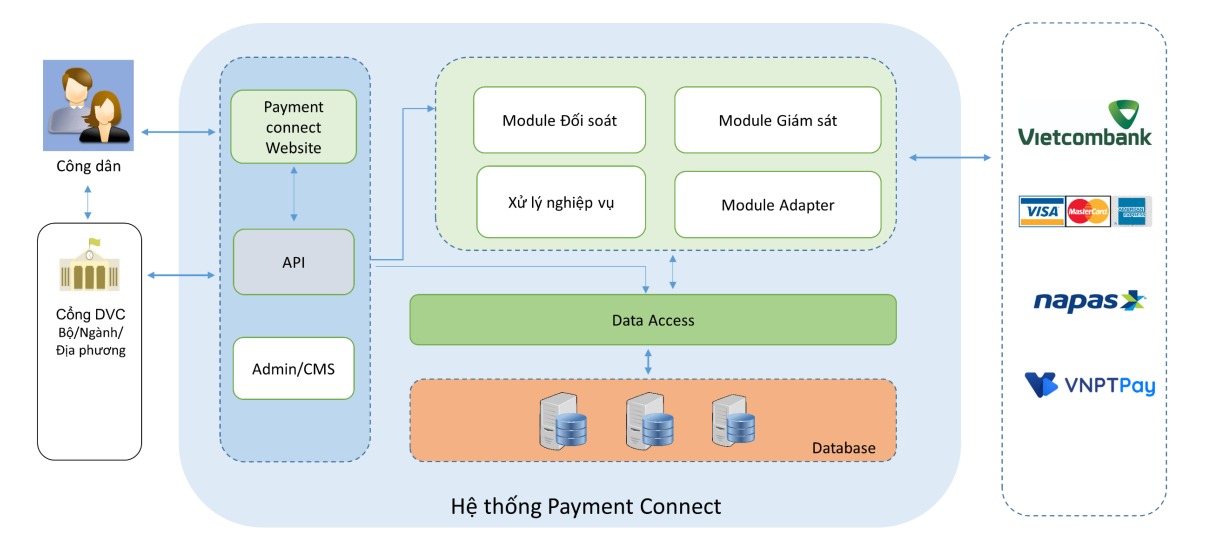 Công dân
Cổng DVC
Bộ/Ngành/
Địa phương
Payment
connect
Website
API
Admin/CMS
Module Đối soát
Module Giám sát
Xử lý nghiệp vụ
Module Adapter
Data Access
Database
Hệ thống Payment Connect
Vietcombank
VISA
MasterCard
AMERICAN
EXPRESS
napas
VNPTPay